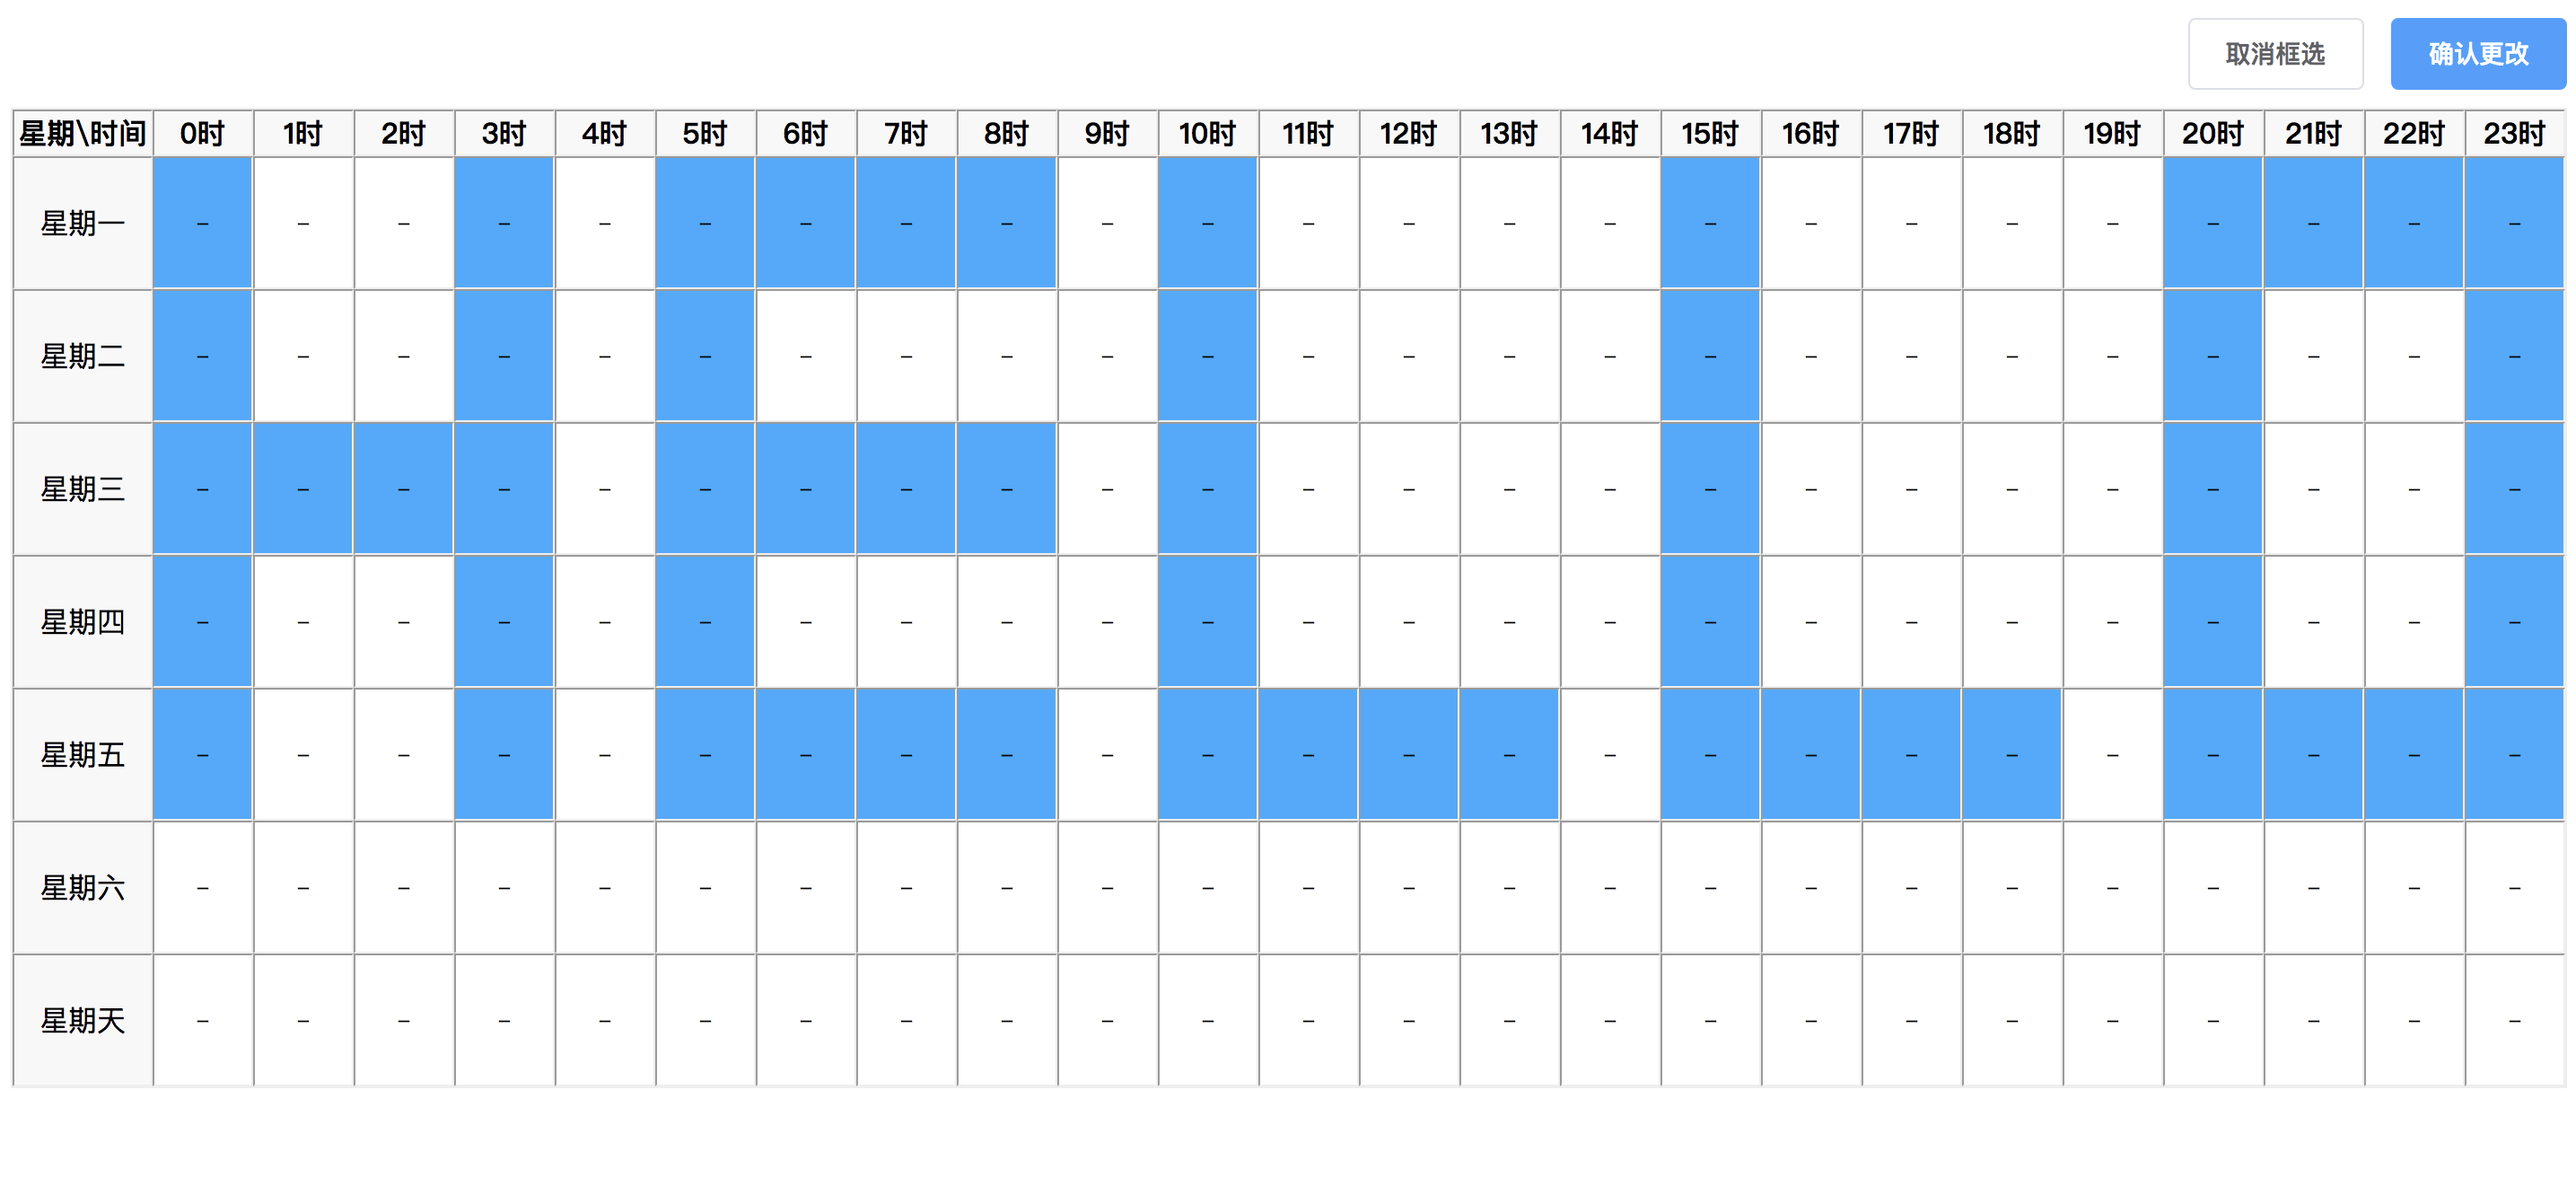 取消框选 确认更改
星期\时间 0时 1时 2时 3时 4时 5时 6时 7时 8时 9时 10时 11时 12时 13时 14时 15时 16时 17时 18时 19时 20时 21时 22时 23时
星期一 - - - - - - - - - - - - - - - - - - - - - - - -
星期二 - - - - - - - - - - - - - - - - - - - - - - - -
星期三 - - - - - - - - - - - - - - - - - - - - - - - -
星期四 - - - - - - - - - - - - - - - - - - - - - - - -
星期五 - - - - - - - - - - - - - - - - - - - - - - - -
星期六 - - - - - - - - - - - - - - - - - - - - - - - -
星期天 - - - - - - - - - - - - - - - - - - - - - - - -